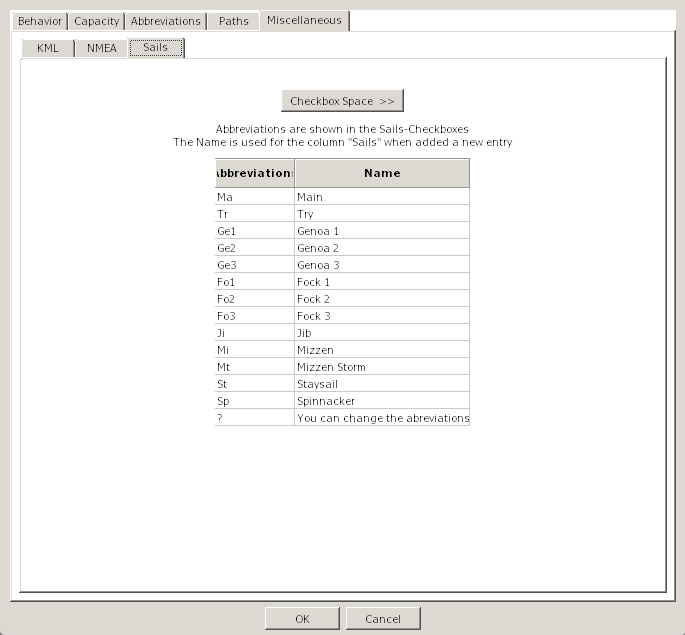 Behavior Capacity Abbreviations Paths Miscellaneous
KML NMEA Sails
Checkbox Space >>
Abbreviations are shown in the Sails-Checkboxes
The Name is used for the column "Sails" when added a new entry
Abbreviations Name
Ma Main
Tr Try
Ge1 Genoa 1
Ge2 Genoa 2
Ge3 Genoa 3
Fo1 Fock 1
Fo2 Fock 2
Fo3 Fock 3
Ji Jib
Mi Mizzen
Mt Mizzen Storm
St Staysail
Sp Spinnacker
? You can change the abreviations
OK Cancel